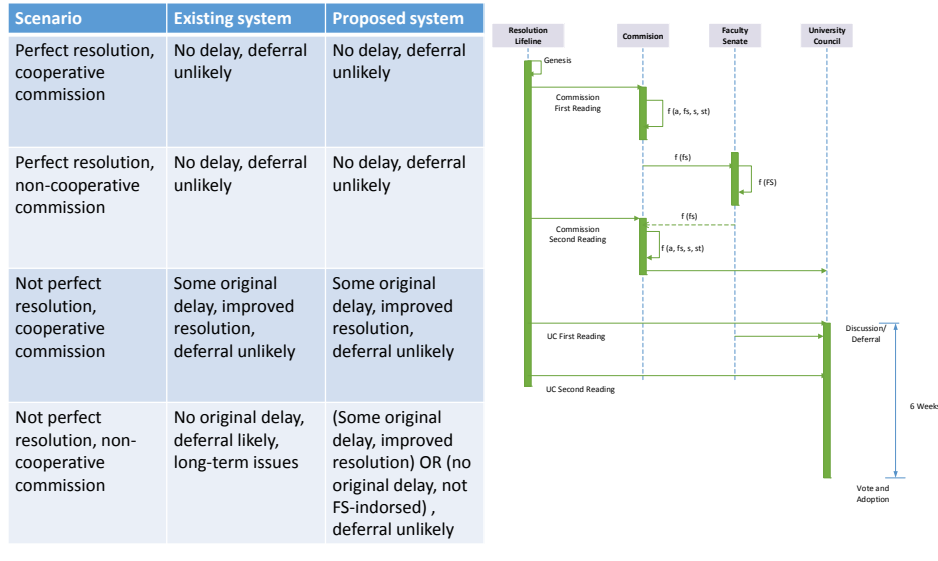 Scenario Existing system Proposed system
Perfect resolution, No delay, deferral No delay, deferral
cooperative unlikely unlikely
commission
Perfect resolution, No delay, deferral No delay, deferral
non-cooperative unlikely unlikely
commission
Not perfect Some original Some original
resolution, delay, improved delay, improved
cooperative resolution, resolution,
commission deferral unlikely deferral unlikely
Not perfect No original delay, (Some original
resolution, non- deferral likely, delay, improved
cooperative long-term issues resolution) OR (no
commission original delay, not
FS-indorsed) ,
deferral unlikely
Resolution Lifeline
Commision
Faculty Senate
University Council
Genesis
Commission
First Reading
f (a, fs, s, st)
f (fs)
f (FS)
f (fs)
Commission
Second Reading
f (a, fs, s, st)
UC First Reading
Discussion/
Deferral
UC Second Reading
6 Weeks
Vote and
Adoption